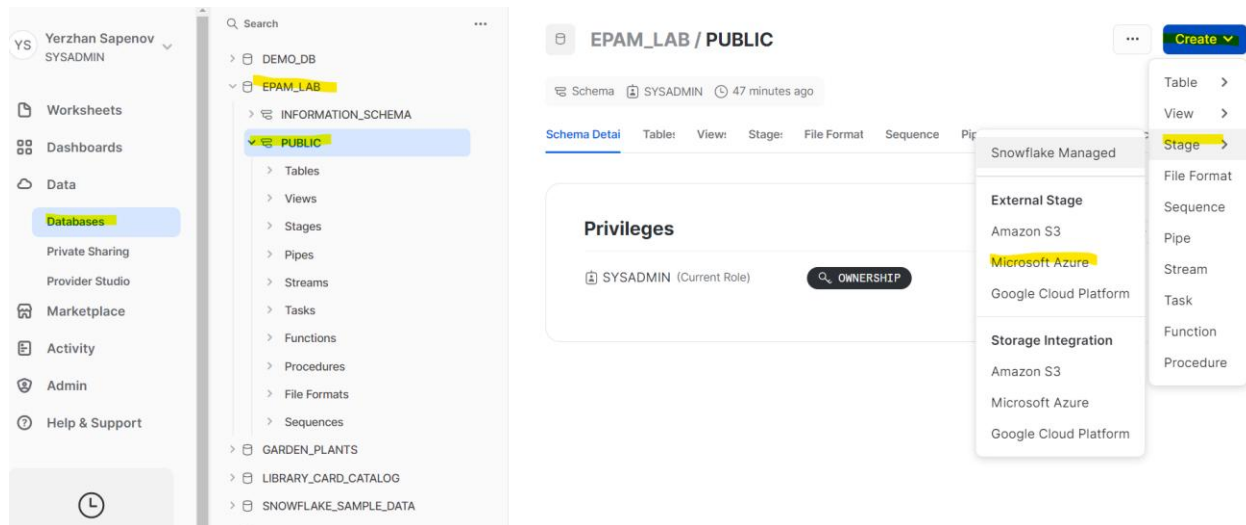 YS
Yerzhan Sapenov
SYSADMIN
Worksheets
Dashboards
Data
Databases
Private Sharing
Provider Studio
Marketplace
Activity
Admin
Help & Support
Search
...
DEMO_DB
EPAM_LAB
INFORMATION_SCHEMA
PUBLIC
Tables
Views
Stages
Pipes
Streams
Tasks
Functions
Procedures
File Formats
Sequences
GARDEN_PLANTS
LIBRARY_CARD_CATALOG
SNOWFLAKE_SAMPLE_DATA
EPAM_LAB / PUBLIC
...
Create
Schema SYSADMIN 47 minutes ago
Schema Detai Table: View: Stage: File Format Sequence Pip
Privileges
SYSADMIN (Current Role) OWNERSHIP
Snowflake Managed
External Stage
Amazon S3
Microsoft Azure
Google Cloud Platform
Storage Integration
Amazon S3
Microsoft Azure
Google Cloud Platform
Table
View
Stage
File Format
Sequence
Pipe
Stream
Task
Function
Procedure